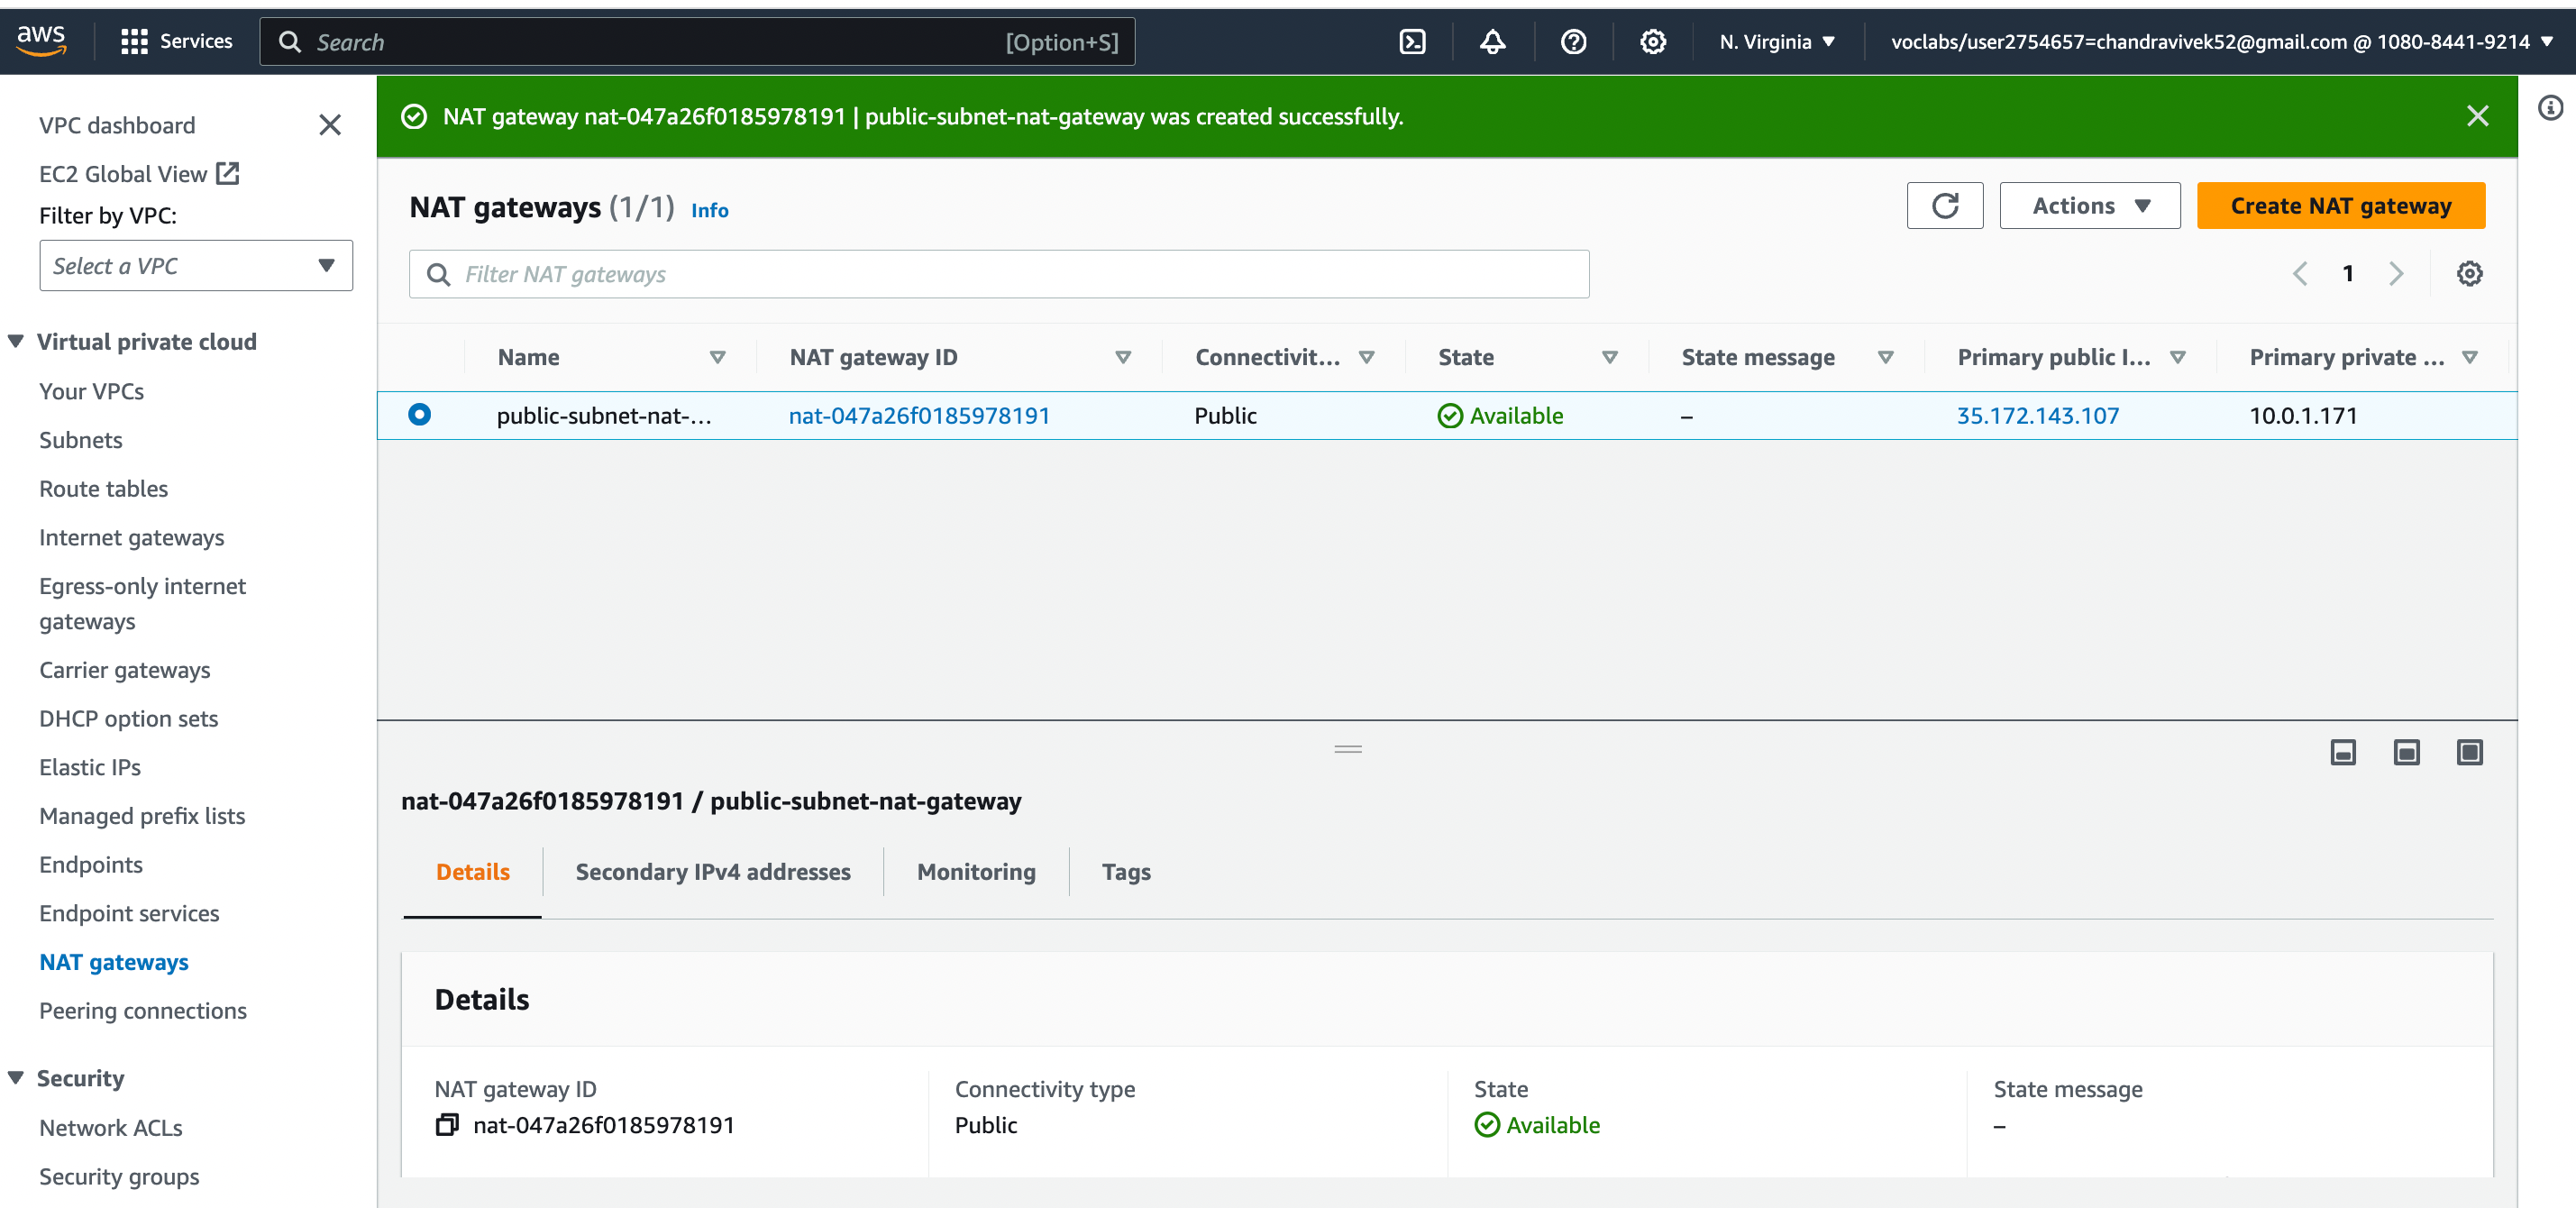 aws
Services
Search
[Option+S]
N. Virginia
voclabs/user2754657=chandravivek52@gmail.com @ 1080-8441-9214
VPC dashboard
EC2 Global View
Filter by VPC:
Select a VPC
Virtual private cloud
Your VPCs
Subnets
Route tables
Internet gateways
Egress-only internet
gateways
Carrier gateways
DHCP option sets
Elastic IPs
Managed prefix lists
Endpoints
Endpoint services
NAT gateways
Peering connections
Security
Network ACLs
Security groups
NAT gateway nat-047a26f0185978191 | public-subnet-nat-gateway was created successfully.
NAT gateways (1/1) Info
Actions
Create NAT gateway
Filter NAT gateways
1
Name NAT gateway ID Connectivit... State State message Primary public I... Primary private ...
public-subnet-nat-... nat-047a26f0185978191 Public Available – 35.172.143.107 10.0.1.171
nat-047a26f0185978191 / public-subnet-nat-gateway
Details Secondary IPv4 addresses Monitoring Tags
Details
NAT gateway ID Connectivity type State State message
nat-047a26f0185978191 Public Available –